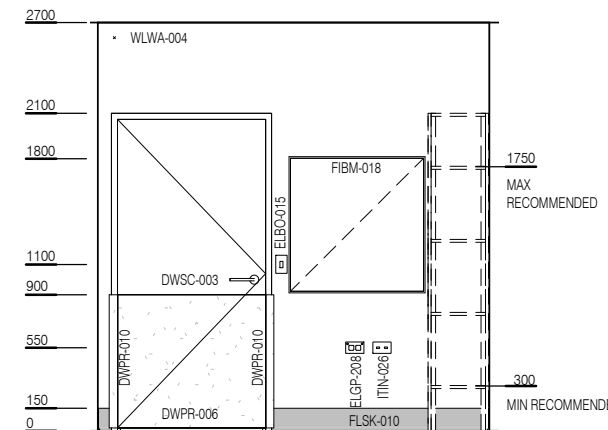 2700
WLWA-004
2100
1800
FIBM-018
1750
MAX
RECOMMENDED
ELBO-015
1100
DWSC-003
900
550
DWPR-010
DWPR-010
ELGP-208
ITIN-026
300
MIN RECOMMENDE
150
DWPR-006
FLSK-010
0